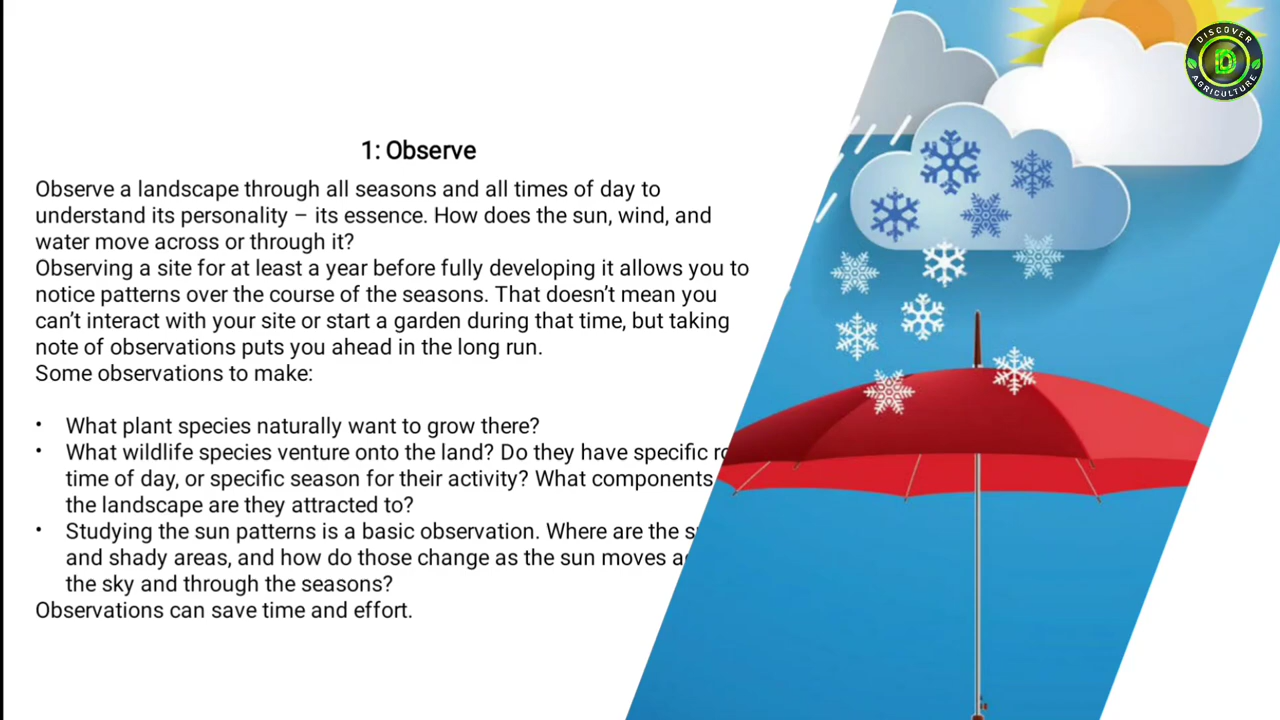 1: Observe
Observe a landscape through all seasons and all times of day to
understand its personality – its essence. How does the sun, wind, and
water move across or through it?
Observing a site for at least a year before fully developing it allows you to
notice patterns over the course of the seasons. That doesn’t mean you
can’t interact with your site or start a garden during that time, but taking
note of observations puts you ahead in the long run.
Some observations to make:
• What plant species naturally want to grow there?
• What wildlife species venture onto the land? Do they have specific
time of day, or specific season for their activity? What components
the landscape are they attracted to?
• Studying the sun patterns is a basic observation. Where are the
and shady areas, and how do those change as the sun moves
the sky and through the seasons?
Observations can save time and effort.
DISCOVER
D
AGRICULTURE